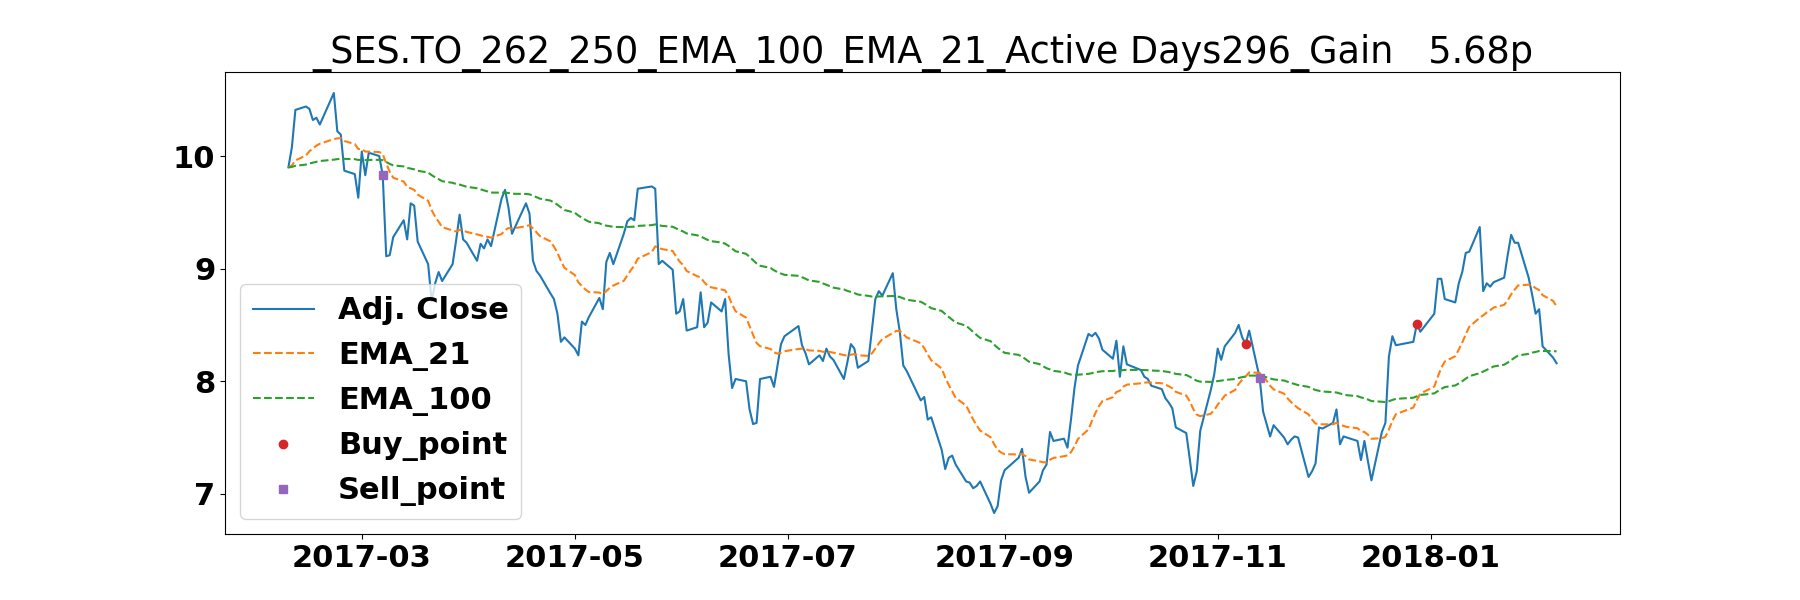 _SES.TO_262_250_EMA_100_EMA_21_Active Days296_Gain   5.68p
10
9
8
7
Adj. Close
EMA_21
EMA_100
Buy_point
Sell_point
2017-03 2017-05 2017-07 2017-09 2017-11 2018-01